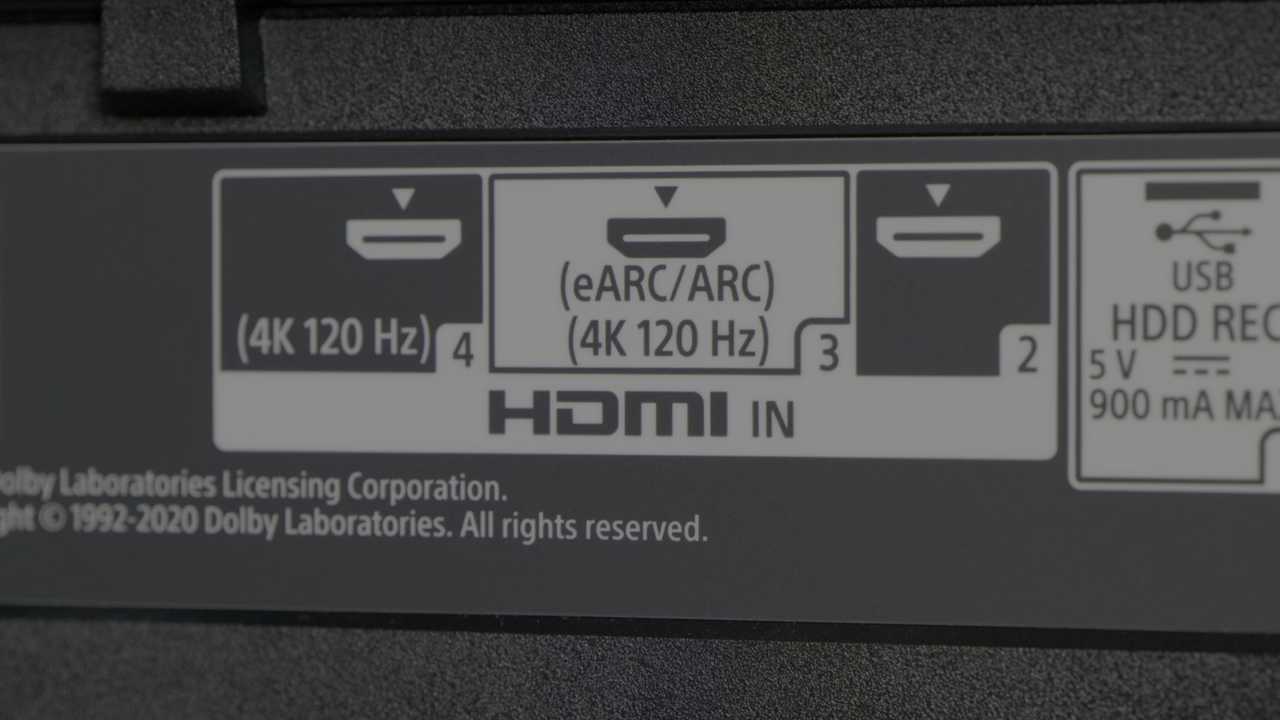 (4K 120 Hz) 4
(eARC/ARC)
(4K 120 Hz) 3
2
HDMI IN
USB
HDD REC
5 V
900 mA MA
Dolby Laboratories Licensing Corporation.
© 1992-2020 Dolby Laboratories. All rights reserved.